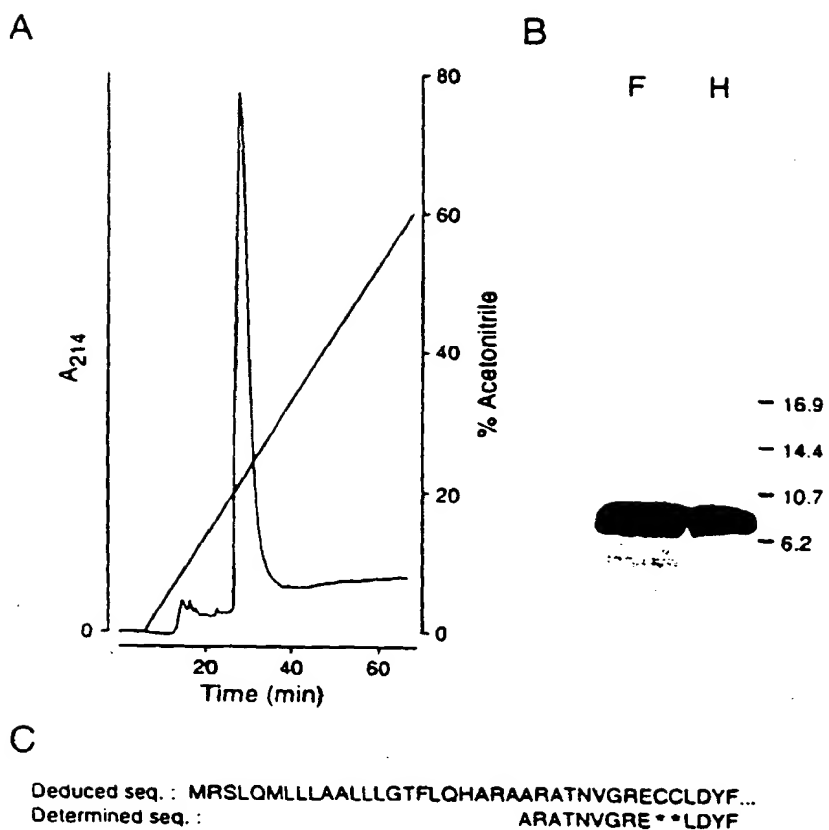 A
B
F H
80
60
40
20
0
% Acetonitrile
A214
0
20 40 60
Time (min)
16.9
14.4
10.7
6.2
C
Deduced seq. : MRSLQMLLLAALLLGTFLQHARAARATNVGRECCLDYF...
Determined seq. : ARATNVGRE**LDYF